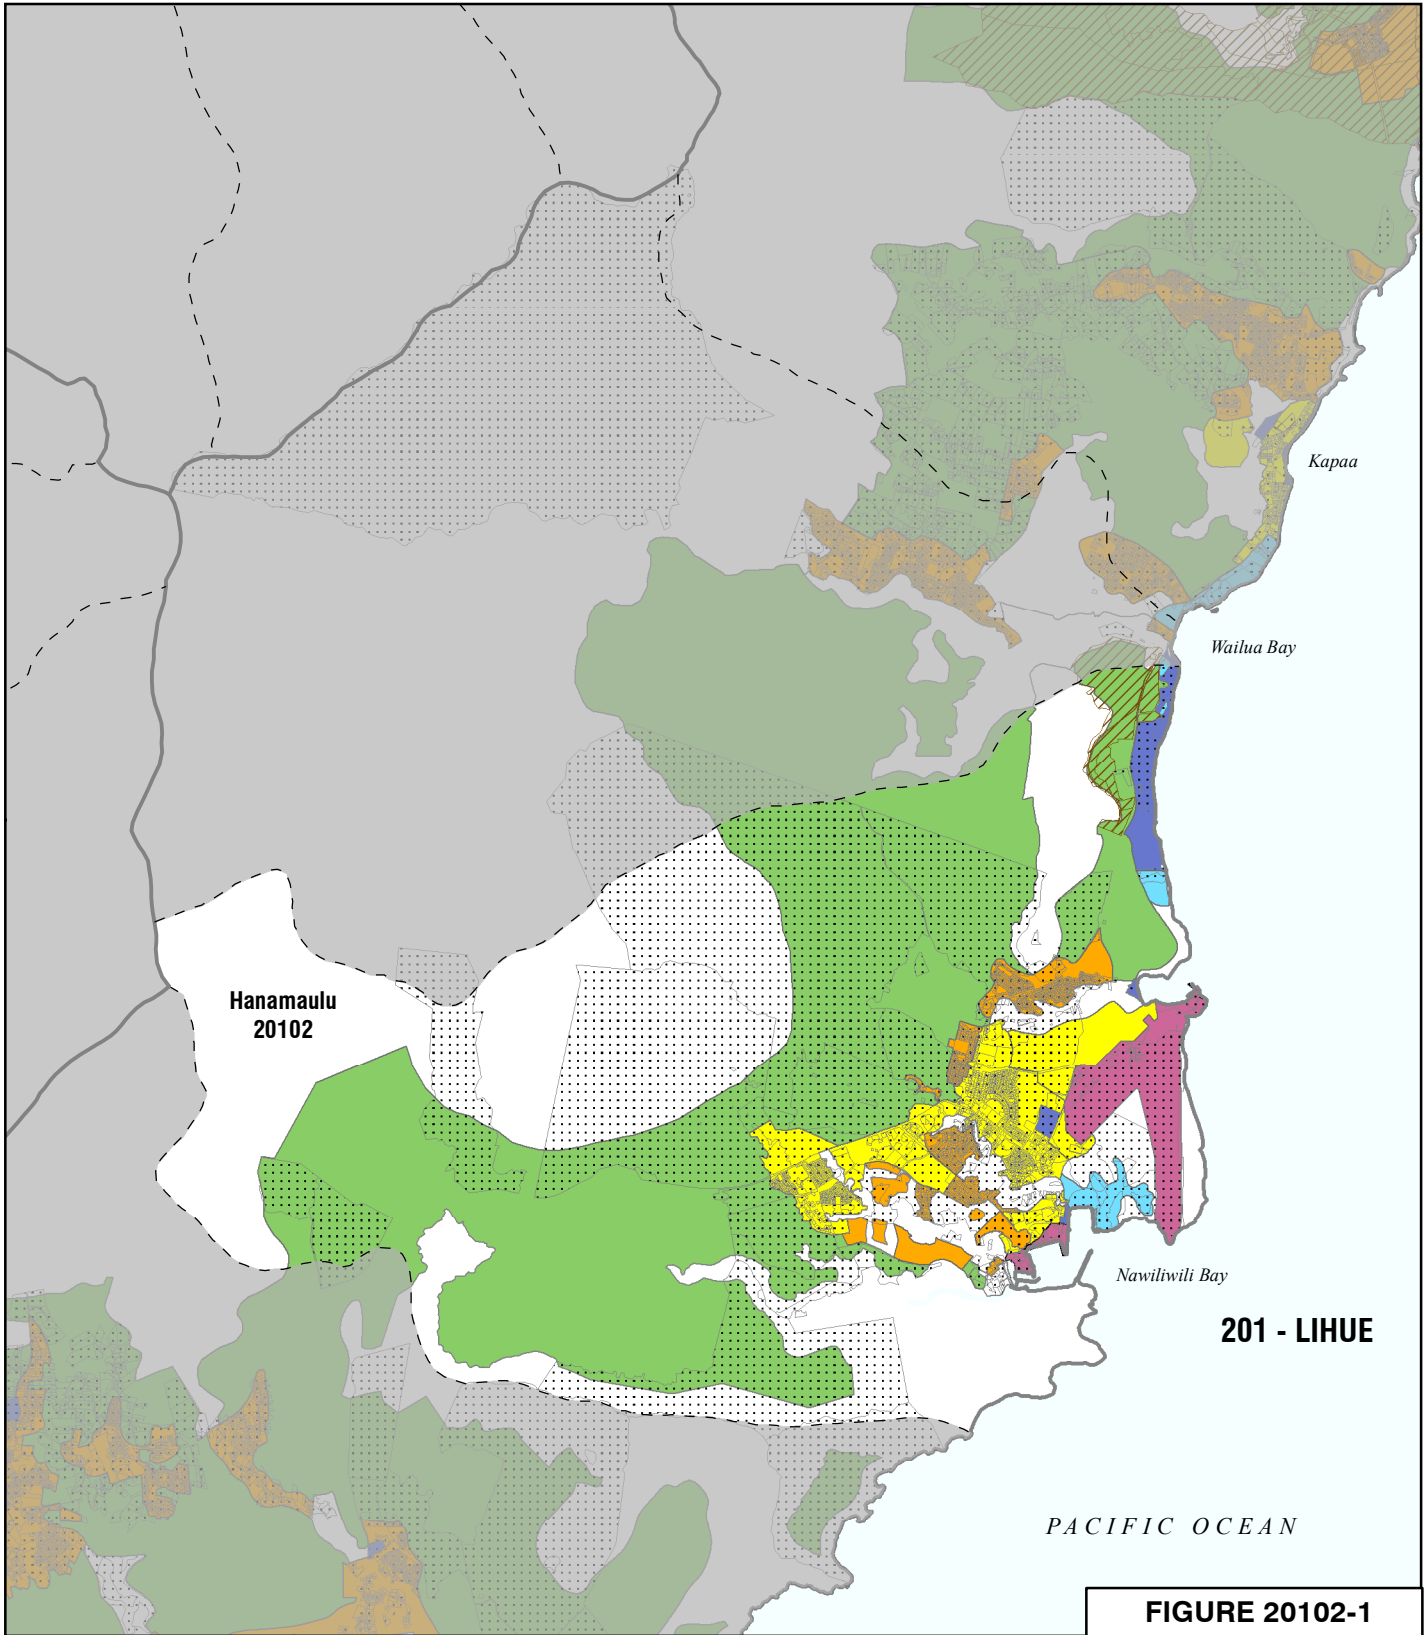 Kapaa
Wailua Bay
Hanamaulu
20102
Nawiliwili Bay
201 - LIHUE
PACIFIC OCEAN
FIGURE 20102-1